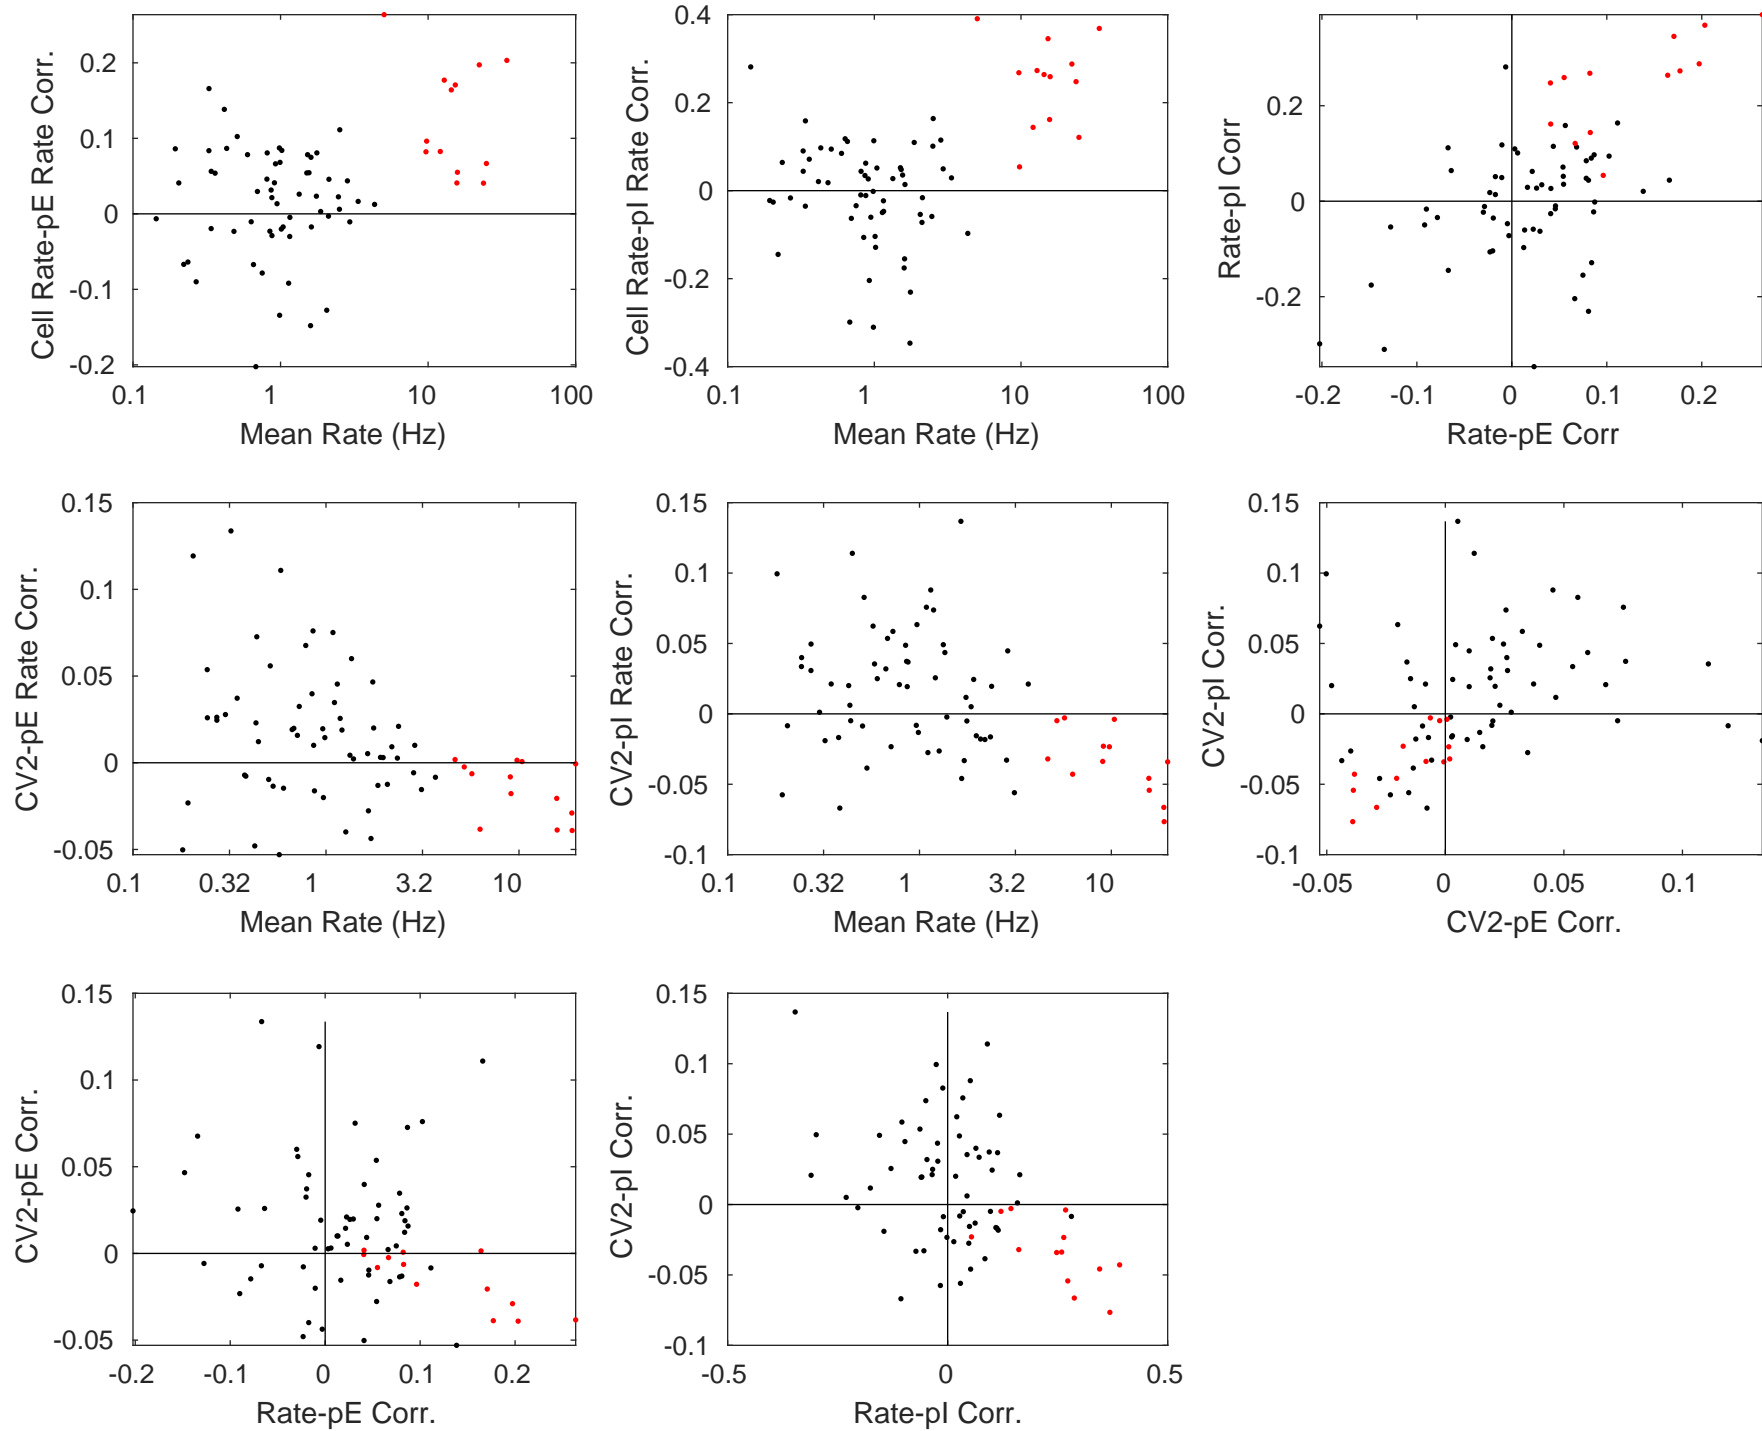 Cell Rate-pE Rate Corr.
0.2
0.1
0
-0.1
-0.2
0.1 1 10 100
Mean Rate (Hz)
Cell Rate-pI Rate Corr.
0.4
0.2
0
-0.2
-0.4
0.1 1 10 100
Mean Rate (Hz)
Rate-pI Corr
0.2
0
-0.2
-0.2 -0.1 0 0.1 0.2
Rate-pE Corr
CV2-pE Rate Corr.
0.15
0.1
0.05
0
-0.05
0.1 0.32 1 3.2 10
Mean Rate (Hz)
CV2-pI Rate Corr.
0.15
0.1
0.05
0
-0.05
-0.1
0.1 0.32 1 3.2 10
Mean Rate (Hz)
CV2-pI Corr.
0.15
0.1
0.05
0
-0.05
-0.1
-0.05 0 0.05 0.1
CV2-pE Corr.
CV2-pE Corr.
0.15
0.1
0.05
0
-0.05
-0.2 -0.1 0 0.1 0.2
Rate-pE Corr.
CV2-pI Corr.
0.15
0.1
0.05
0
-0.05
-0.1
-0.5 0 0.5
Rate-pI Corr.